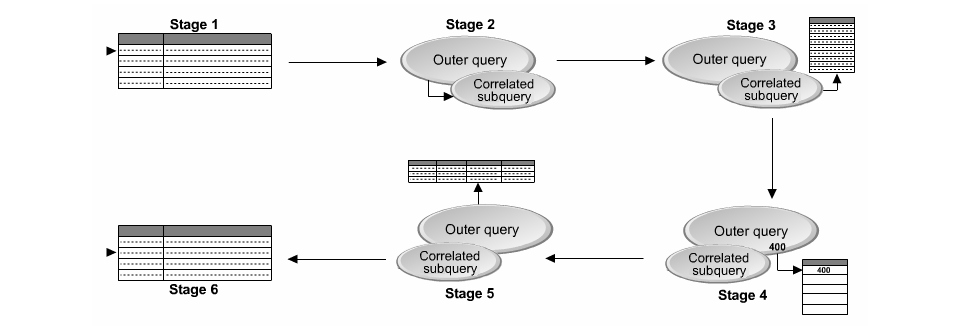 Stage 1
Stage 2
Outer query
Correlated
subquery
Stage 3
Outer query
Correlated
subquery
Outer query
400
Correlated
subquery
400
Stage 4
Outer query
Correlated
subquery
Stage 5
Stage 6